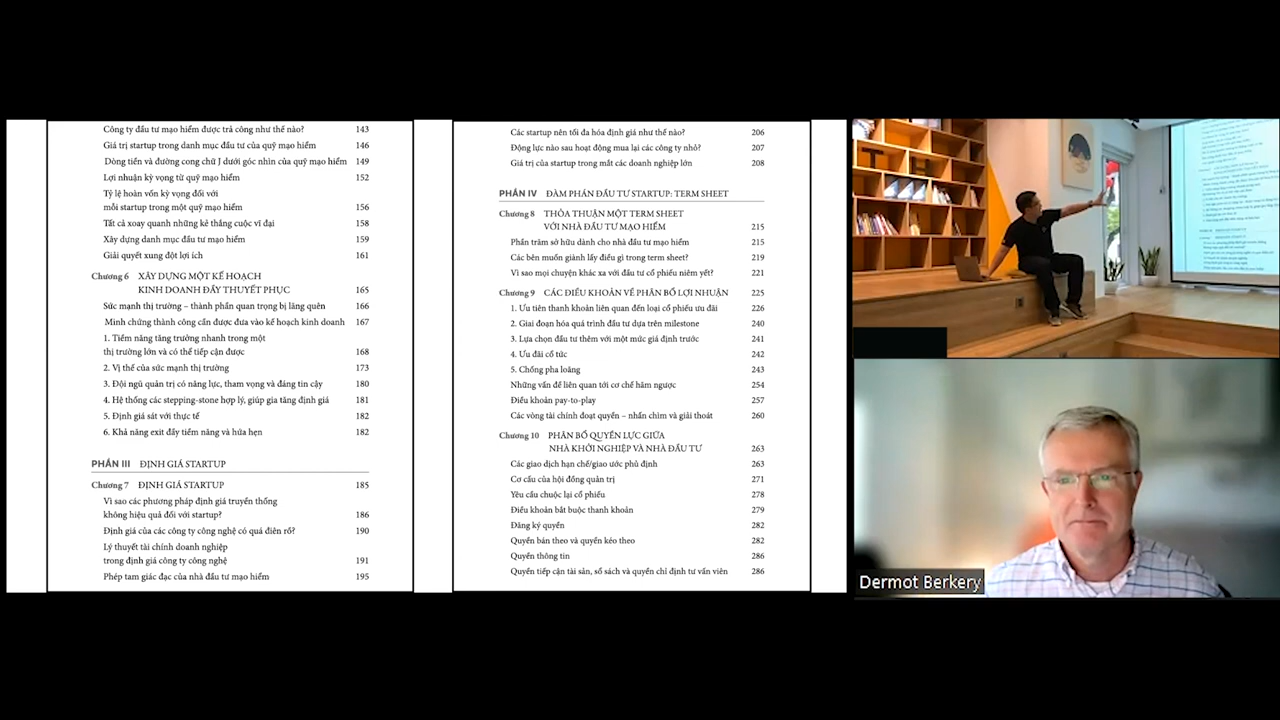 Công ty đầu tư mạo hiểm được trả công như thế nào? 143
Giá trị startup trong danh mục đầu tư của quỹ mạo hiểm 146
Dòng tiền và đường cong chữ J dưới góc nhìn của quỹ mạo hiểm 149
Lợi nhuận kỳ vọng từ quỹ mạo hiểm 152
Tỷ lệ hoàn vốn kỳ vọng đối với
mỗi startup trong một quỹ mạo hiểm 156
Tất cả xoay quanh những kẻ thắng cuộc vĩ đại 158
Xây dựng danh mục đầu tư mạo hiểm 159
Giải quyết xung đột lợi ích 161
Chương 6 XÂY DỰNG MỘT KẾ HOẠCH
KINH DOANH ĐẦY THUYẾT PHỤC 165
Sức mạnh thị trường – thành phần quan trọng bị lãng quên 166
Minh chứng thành công cần được đưa vào kế hoạch kinh doanh 167
1. Tiềm năng tăng trưởng nhanh trong một
thị trường lớn và có thể tiếp cận được 168
2. Vị thế của sức mạnh thị trường 173
3. Đội ngũ quản trị có năng lực, tham vọng và đáng tin cậy 180
4. Hệ thống các stepping-stone hợp lý, giúp gia tăng định giá 181
5. Định giá sát với thực tế 182
6. Khả năng exit đầy tiềm năng và hứa hẹn 182
PHẦN III ĐỊNH GIÁ STARTUP
Chương 7 ĐỊNH GIÁ STARTUP 185
Vì sao các phương pháp định giá truyền thống
không hiệu quả đối với startup? 186
Định giá của các công ty công nghệ có quá điên rồ? 190
Lý thuyết tài chính doanh nghiệp
trong định giá công ty công nghệ 191
Phép tam giác đạc của nhà đầu tư mạo hiểm 195
Các startup nên tối đa hóa định giá như thế nào? 206
Động lực nào sau hoạt động mua lại các công ty nhỏ? 207
Giá trị của startup trong mắt các doanh nghiệp lớn 208
PHẦN IV ĐÀM PHÁN ĐẦU TƯ STARTUP: TERM SHEET
Chương 8 THỎA THUẬN MỘT TERM SHEET
VỚI NHÀ ĐẦU TƯ MẠO HIỂM 215
Phần trăm sở hữu dành cho nhà đầu tư mạo hiểm 215
Các bên muốn giành lấy điều gì trong term sheet? 219
Vì sao mọi chuyện khác xa với đầu tư cổ phiếu niêm yết? 221
Chương 9 CÁC ĐIỀU KHOẢN VỀ PHÂN BỔ LỢI NHUẬN 225
1. Ưu tiên thanh khoản liên quan đến loại cổ phiếu ưu đãi 226
2. Giai đoạn hóa quá trình đầu tư dựa trên milestone 240
3. Lựa chọn đầu tư thêm với một mức giá định trước 241
4. Ưu đãi cổ tức 242
5. Chống pha loãng 243
Những vấn đề liên quan tới cơ chế hãm ngược 254
Điều khoản pay-to-play 257
Các vòng tài chính đoạt quyền – nhấn chìm và giải thoát 260
Chương 10 PHÂN BỔ QUYỀN LỰC GIỮA
NHÀ KHỞI NGHIỆP VÀ NHÀ ĐẦU TƯ 263
Các giao dịch hạn chế/giao ước phủ định 263
Cơ cấu của hội đồng quản trị 271
Yêu cầu chuộc lại cổ phiếu 278
Điều khoản bắt buộc thanh khoản 279
Đăng ký quyền 282
Quyền bán theo và quyền kéo theo 282
Quyền thông tin 286
Quyền tiếp cận tài sản, sổ sách và quyền chỉ định tư vấn viên 286
Dermot Berkery